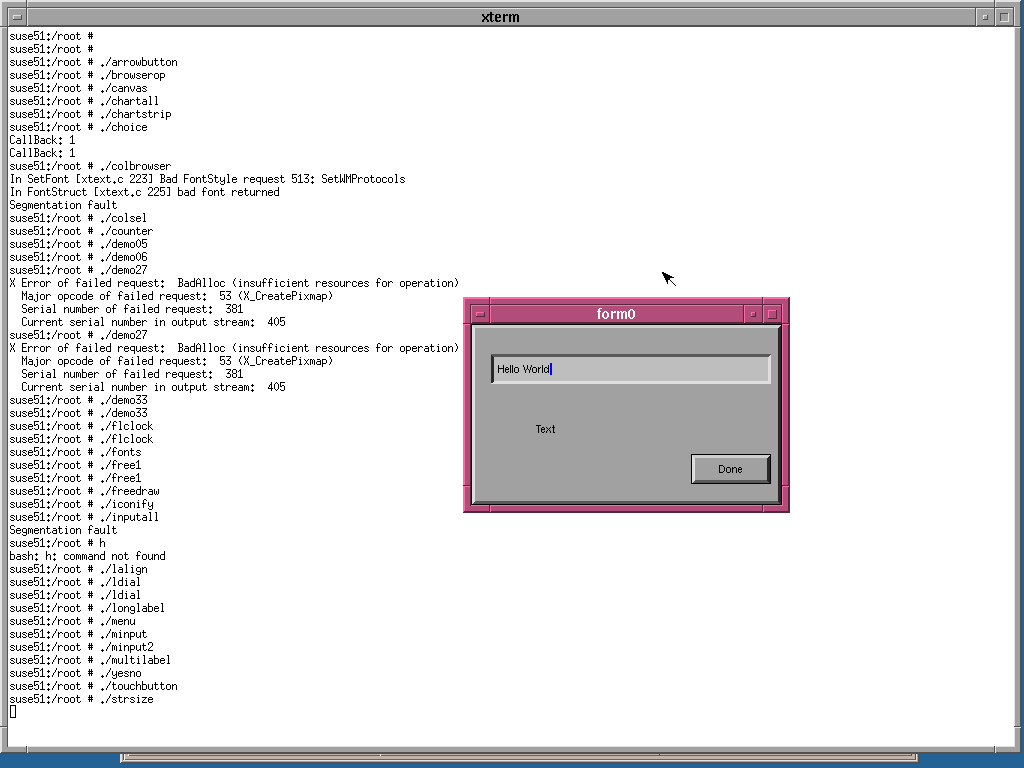 xterm
suse51:/root #
suse51:/root #
suse51:/root # ./arrowbutton
suse51:/root # ./browserop
suse51:/root # ./canvas
suse51:/root # ./chartall
suse51:/root # ./chartstrip
suse51:/root # ./choice
CallBack: 1
CallBack: 1
suse51:/root # ./colbrowser
In SetFont [xtext.c 223] Bad FontStyle request 513: SetWMProtocols
In FontStruct [xtext.c 225] bad font returned
Segmentation fault
suse51:/root # ./colsel
suse51:/root # ./counter
suse51:/root # ./demo05
suse51:/root # ./demo06
suse51:/root # ./demo27
X Error of failed request:  BadAlloc (insufficient resources for operation)
  Major opcode of failed request:  53 (X_CreatePixmap)
  Serial number of failed request:  381
  Current serial number in output stream:  405
suse51:/root # ./demo27
X Error of failed request:  BadAlloc (insufficient resources for operation)
  Major opcode of failed request:  53 (X_CreatePixmap)
  Serial number of failed request:  381
  Current serial number in output stream:  405
suse51:/root # ./demo33
suse51:/root # ./demo33
suse51:/root # ./flclock
suse51:/root # ./flclock
suse51:/root # ./fonts
suse51:/root # ./free1
suse51:/root # ./free1
suse51:/root # ./freedraw
suse51:/root # ./iconify
suse51:/root # ./inputall
Segmentation fault
suse51:/root # h
bash: h: command not found
suse51:/root # ./lalign
suse51:/root # ./ldial
suse51:/root # ./ldial
suse51:/root # ./longlabel
suse51:/root # ./menu
suse51:/root # ./minput
suse51:/root # ./minput2
suse51:/root # ./multilabel
suse51:/root # ./yesno
suse51:/root # ./touchbutton
suse51:/root # ./strsize
form0
Hello World
Text
Done